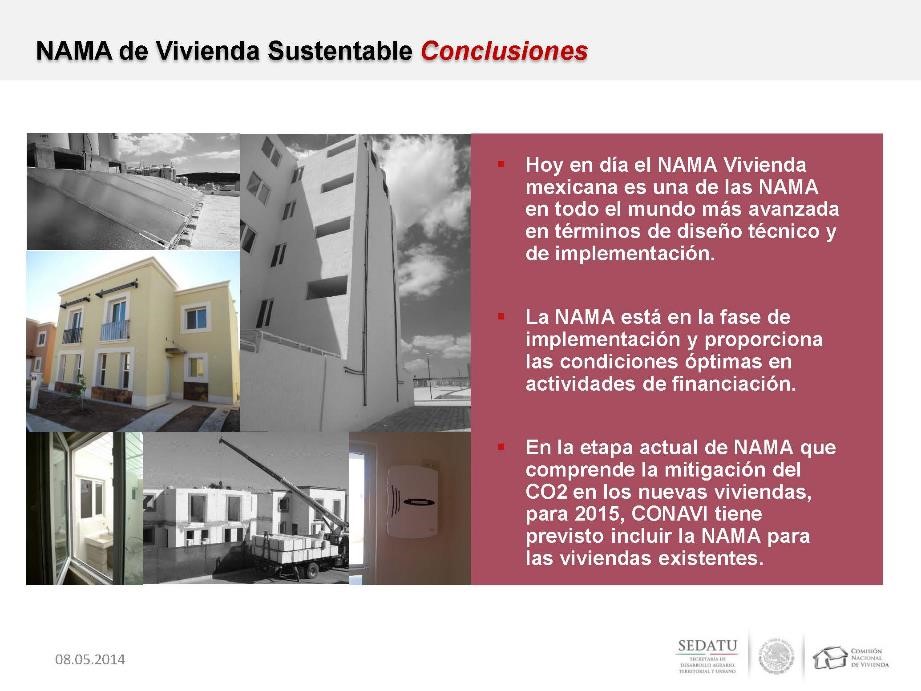 NAMA de Vivienda Sustentable Conclusiones
Hoy en día el NAMA Vivienda
mexicana es una de las NAMA
en todo el mundo más avanzada
en términos de diseño técnico y
de implementación.
La NAMA está en la fase de
implementación y proporciona
las condiciones óptimas en
actividades de financiación.
En la etapa actual de NAMA que
comprende la mitigación del
CO2 en los nuevas viviendas,
para 2015, CONAVI tiene
previsto incluir la NAMA para
las viviendas existentes.
08.05.2014
SEDATU
SECRETARÍA DE
DESARROLLO AGRARIO,
TERRITORIAL Y URBANO
COMISIÓN
NACIONAL
DE VIVIENDA